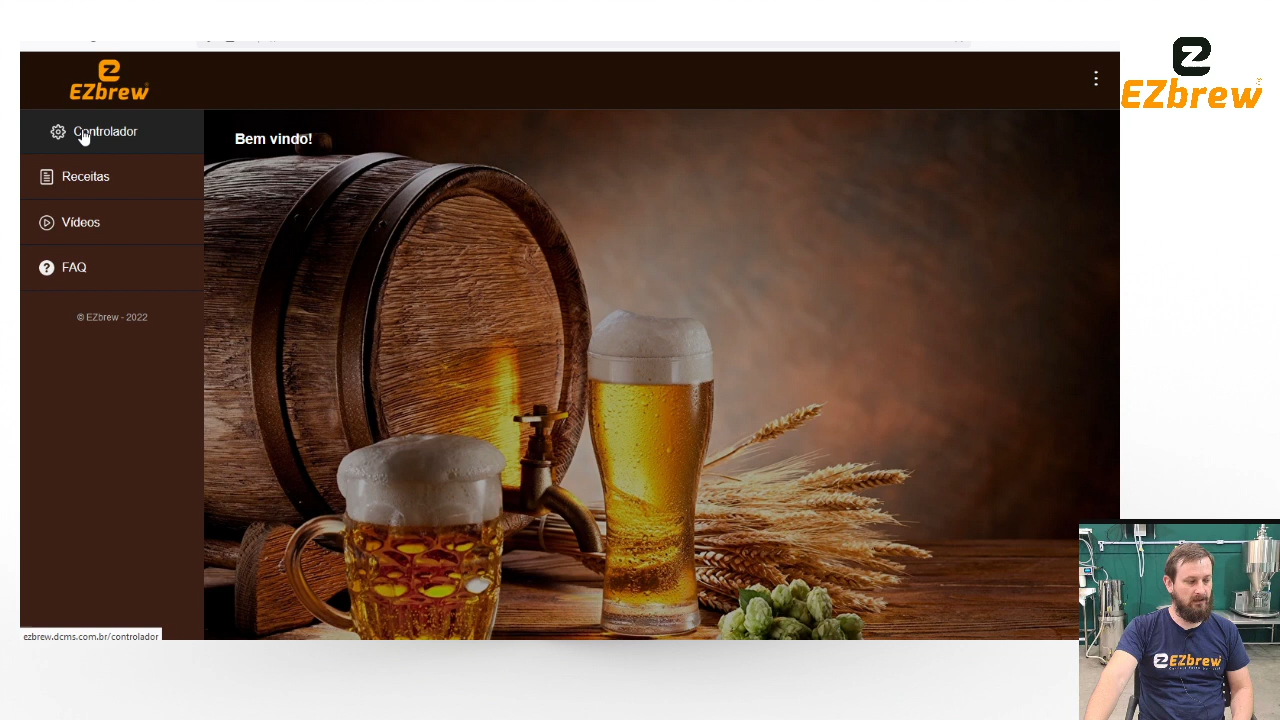 EZbrew
EZbrew
Controlador
Bem vindo!
Receitas
Vídeos
FAQ
© EZbrew - 2022
ezbrew.dcms.com.br/controlador
EZbrew